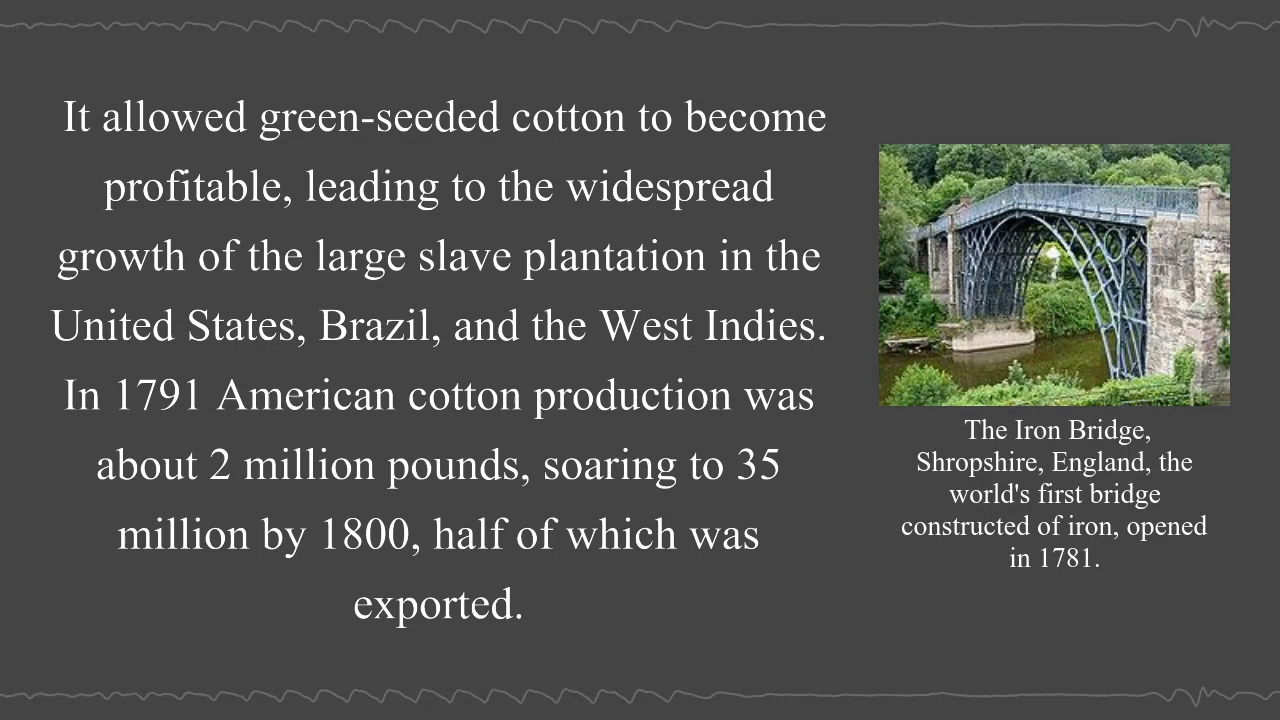 It allowed green-seeded cotton to become
profitable, leading to the widespread
growth of the large slave plantation in the
United States, Brazil, and the West Indies.
In 1791 American cotton production was
about 2 million pounds, soaring to 35
million by 1800, half of which was
exported.
The Iron Bridge,
Shropshire, England, the
world's first bridge
constructed of iron, opened
in 1781.